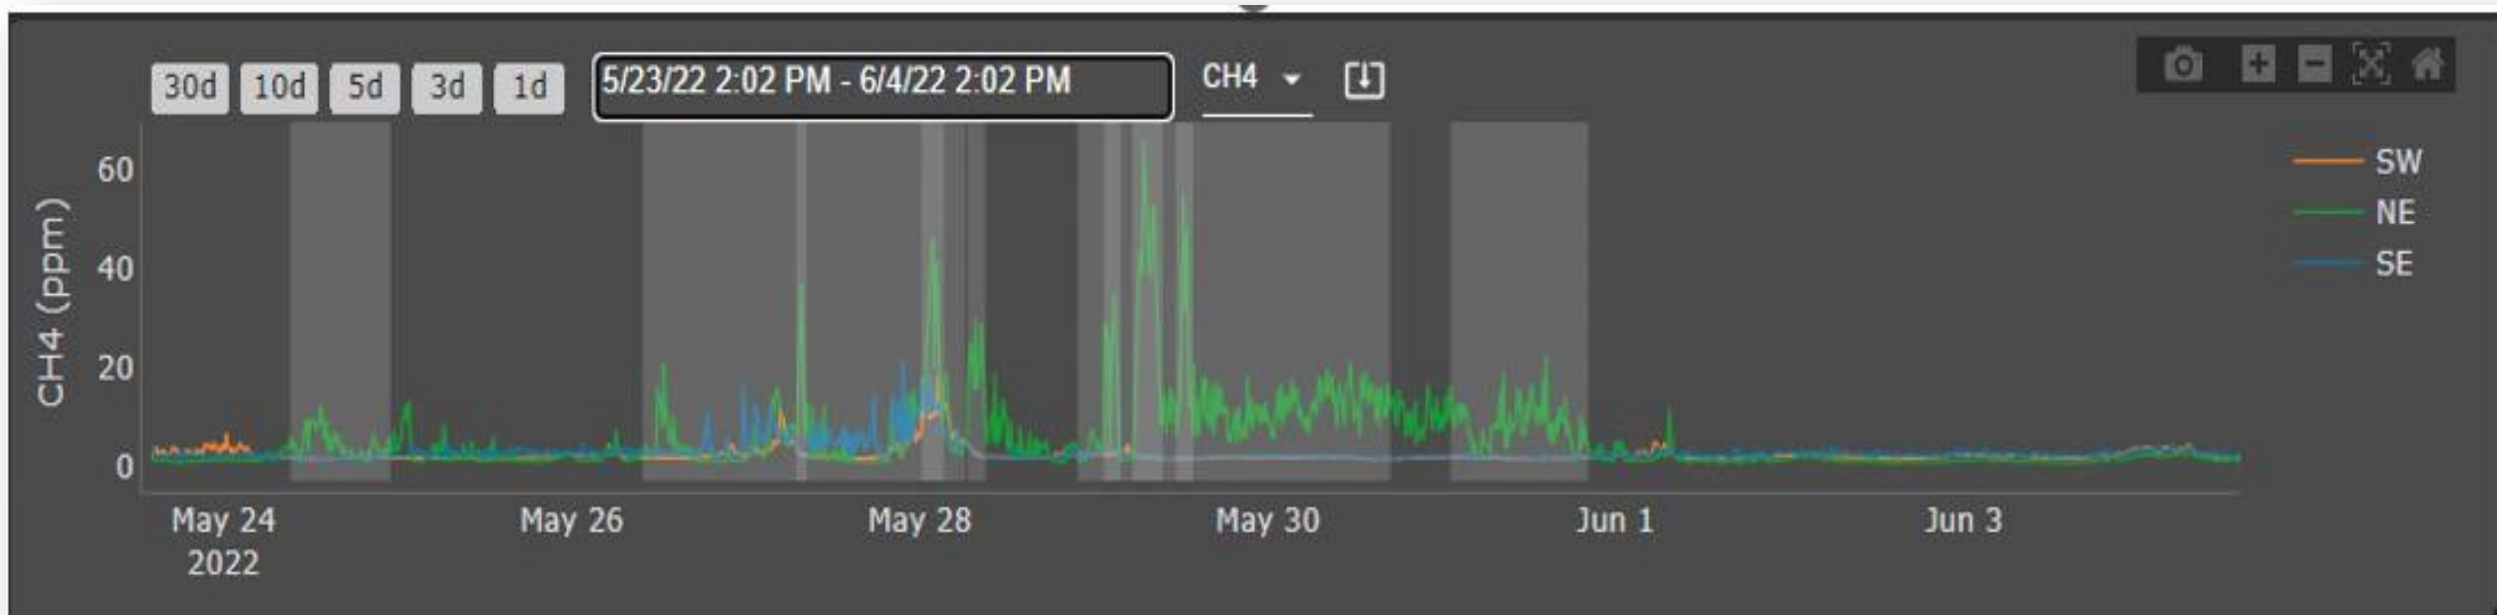 30d 10d 5d 3d 1d 5/23/22 2:02 PM - 6/4/22 2:02 PM CH4
CH4 (ppm)
60
40
20
0
SW
NE
SE
May 24 May 26 May 28 May 30 Jun 1 Jun 3
2022